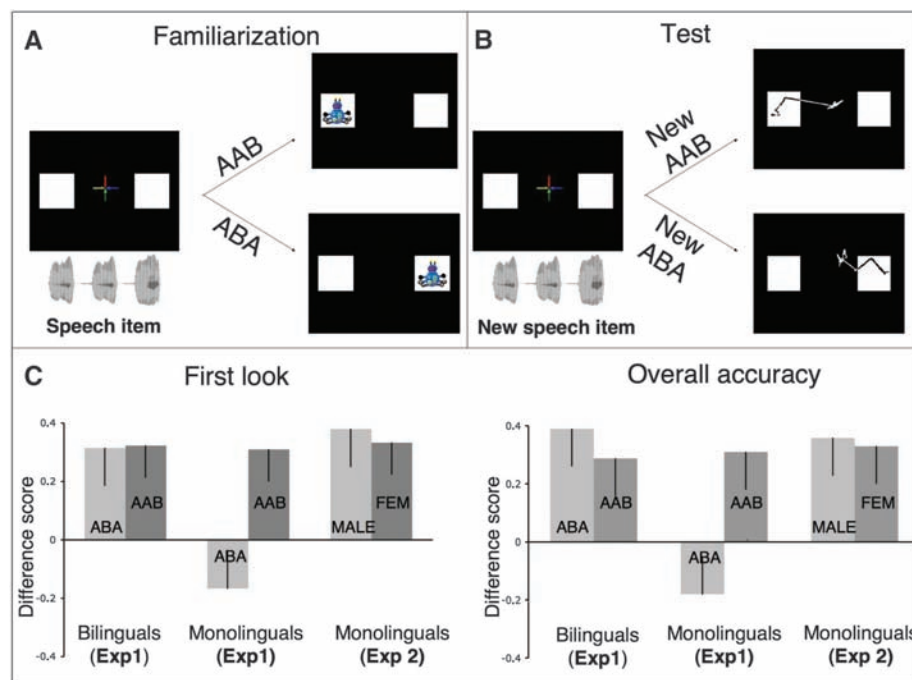 A
Familiarization
AAB
ABA
Speech item
B
Test
New
AAB
New
ABA
New speech item
C
First look
Difference score
0.4
0.2
0
-0.2
-0.4
ABA
AAB
ABA
AAB
MALE
FEM
Bilinguals
(Exp1)
Monolinguals
(Exp1)
Monolinguals
(Exp 2)
Overall accuracy
Difference score
0.4
0.2
0
-0.2
-0.4
ABA
AAB
ABA
AAB
MALE
FEM
Bilinguals
(Exp1)
Monolinguals
(Exp1)
Monolinguals
(Exp 2)